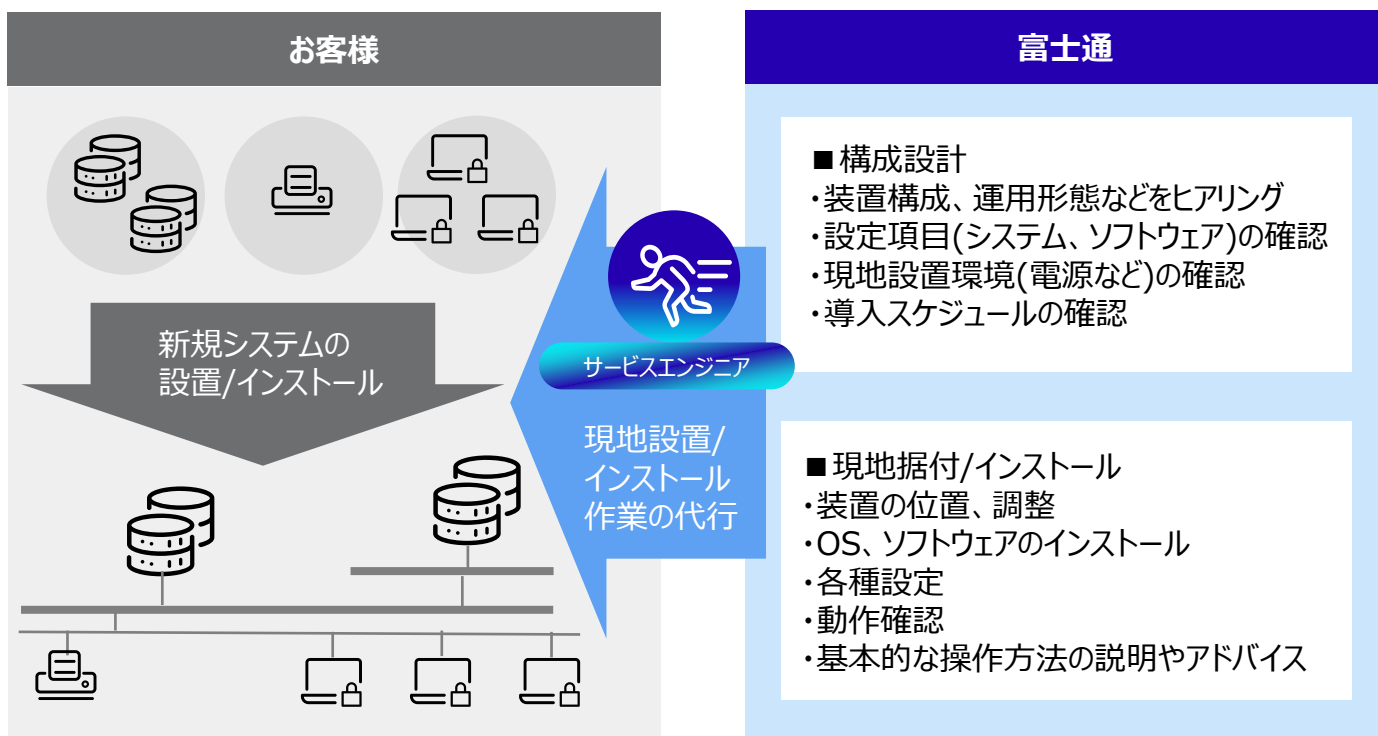 お客様
新規システムの
設置/インストール
サービスエンジニア
現地設置/
インストール
作業の代行
富士通
■構成設計
・装置構成、運用形態などをヒアリング
・設定項目(システム、ソフトウェア)の確認
・現地設置環境(電源など)の確認
・導入スケジュールの確認
■現地据付/インストール
・装置の位置、調整
・OS、ソフトウェアのインストール
・各種設定
・動作確認
・基本的な操作方法の説明やアドバイス